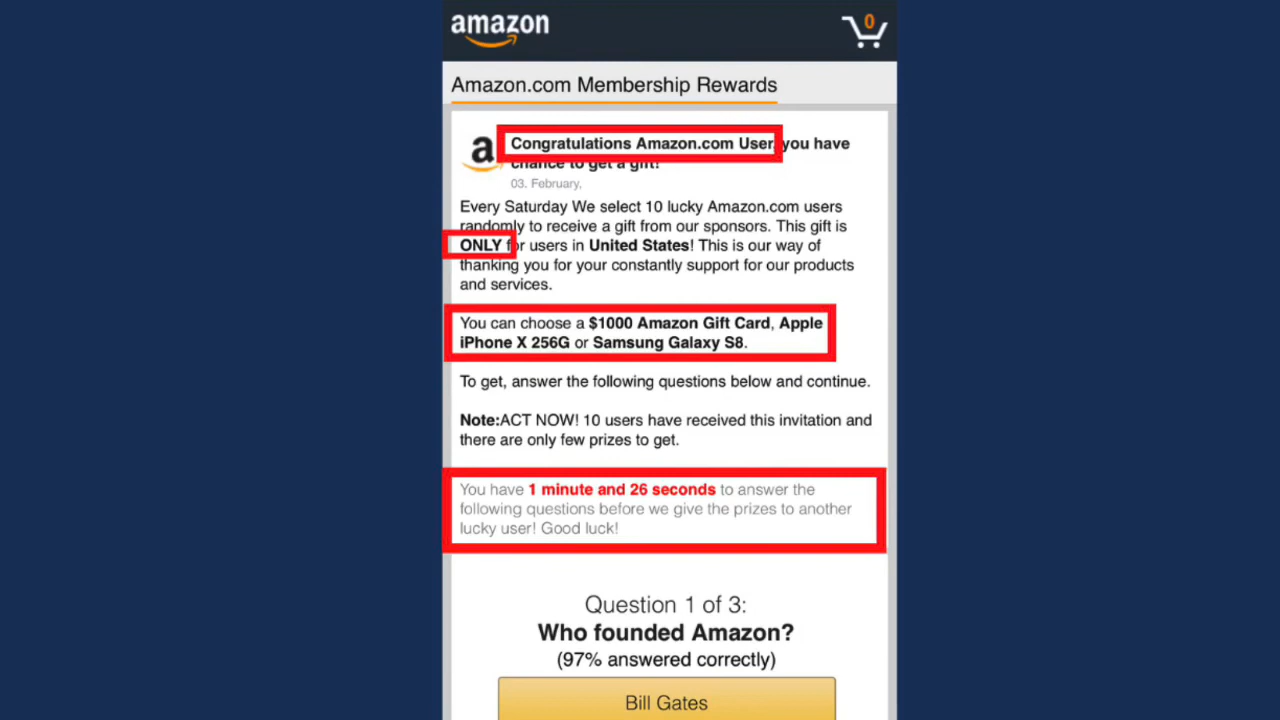 amazon
0
Amazon.com Membership Rewards
a
Congratulations Amazon.com User, you have
chance to get a gift!
03. February,
Every Saturday We select 10 lucky Amazon.com users
randomly to receive a gift from our sponsors. This gift is
ONLY for users in United States! This is our way of
thanking you for your constantly support for our products
and services.
You can choose a $1000 Amazon Gift Card, Apple
iPhone X 256G or Samsung Galaxy S8.
To get, answer the following questions below and continue.
Note:ACT NOW! 10 users have received this invitation and
there are only few prizes to get.
You have 1 minute and 26 seconds to answer the
following questions before we give the prizes to another
lucky user! Good luck!
Question 1 of 3:
Who founded Amazon?
(97% answered correctly)
Bill Gates